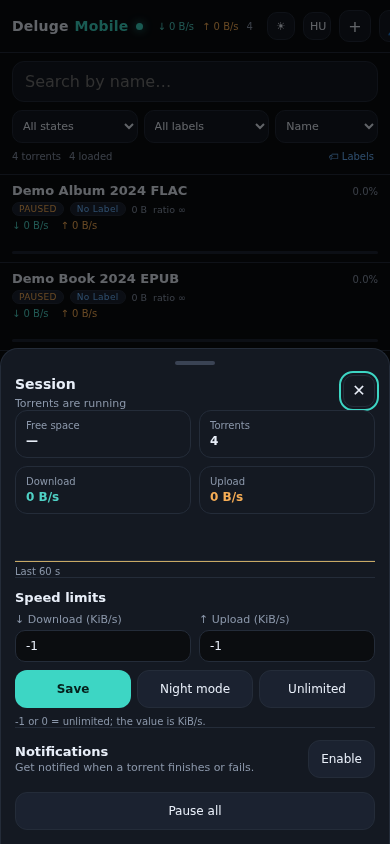 Deluge Mobile ↓ 0 B/s ↑ 0 B/s 4 HU +
Search by name…
All states All labels Name
4 torrents 4 loaded Labels
Demo Album 2024 FLAC 0.0%
PAUSED No Label 0 B ratio ∞
↓ 0 B/s ↑ 0 B/s
Demo Book 2024 EPUB 0.0%
PAUSED No Label 0 B ratio ∞
↓ 0 B/s ↑ 0 B/s
Session
Torrents are running
Free space Torrents
— 4
Download Upload
0 B/s 0 B/s
Last 60 s
Speed limits
↓ Download (KiB/s) ↑ Upload (KiB/s)
-1 -1
Save Night mode Unlimited
-1 or 0 = unlimited; the value is KiB/s.
Notifications
Get notified when a torrent finishes or fails.
Enable
Pause all